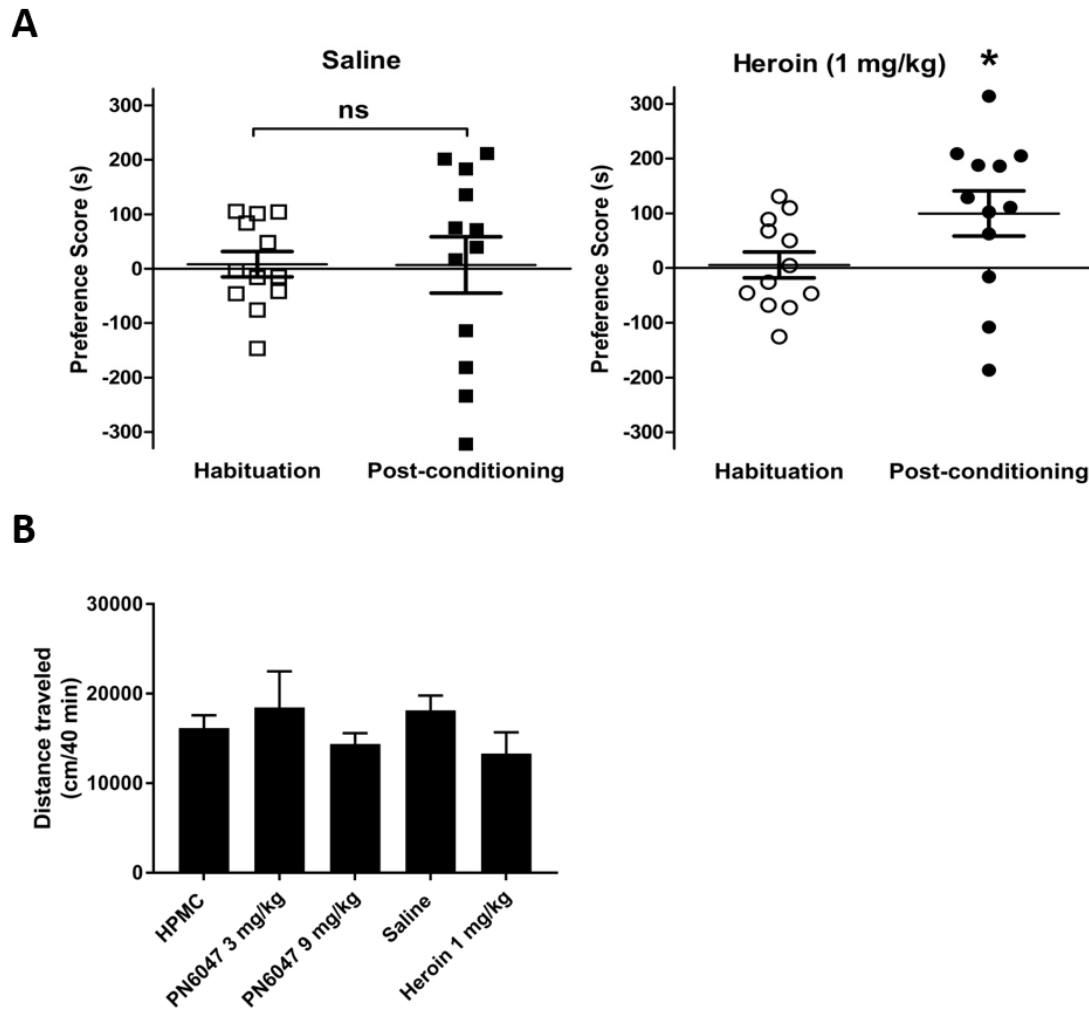 A
Saline
ns
300
200
100
0
-100
-200
-300
Preference Score (s)
Habituation
Post-conditioning
Heroin (1 mg/kg)
*
300
200
100
0
-100
-200
-300
Preference Score (s)
Habituation
Post-conditioning
B
30000
20000
10000
0
Distance traveled
(cm/40 min)
HPMC
PN6047 3 mg/kg
PN6047 9 mg/kg
Saline
Heroin 1 mg/kg